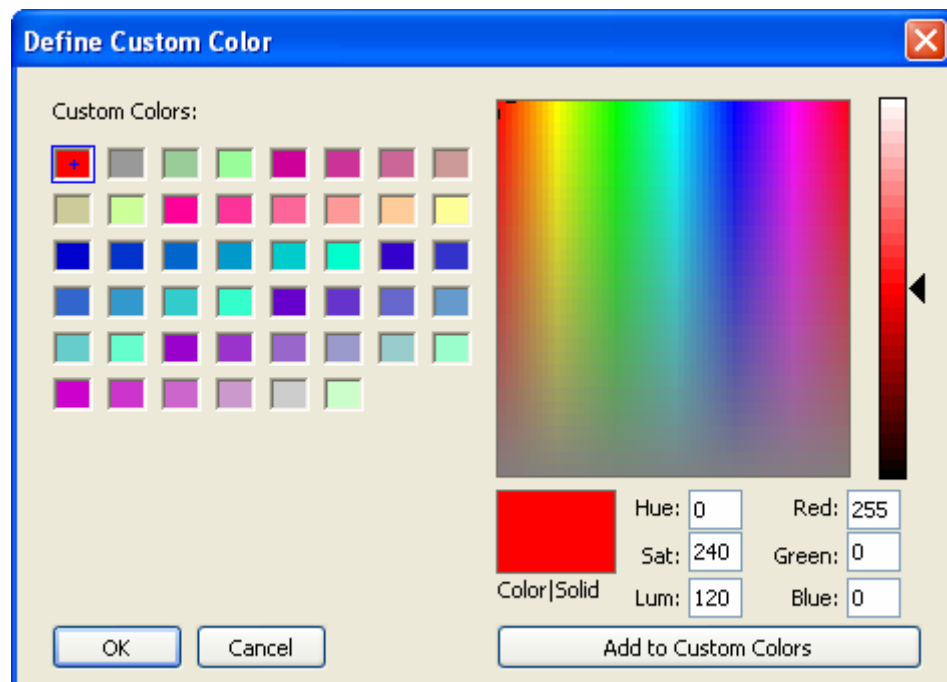 Define Custom Color
Custom Colors:
Hue: 0 Red: 255
Sat: 240 Green: 0
Color|Solid Lum: 120 Blue: 0
OK Cancel Add to Custom Colors